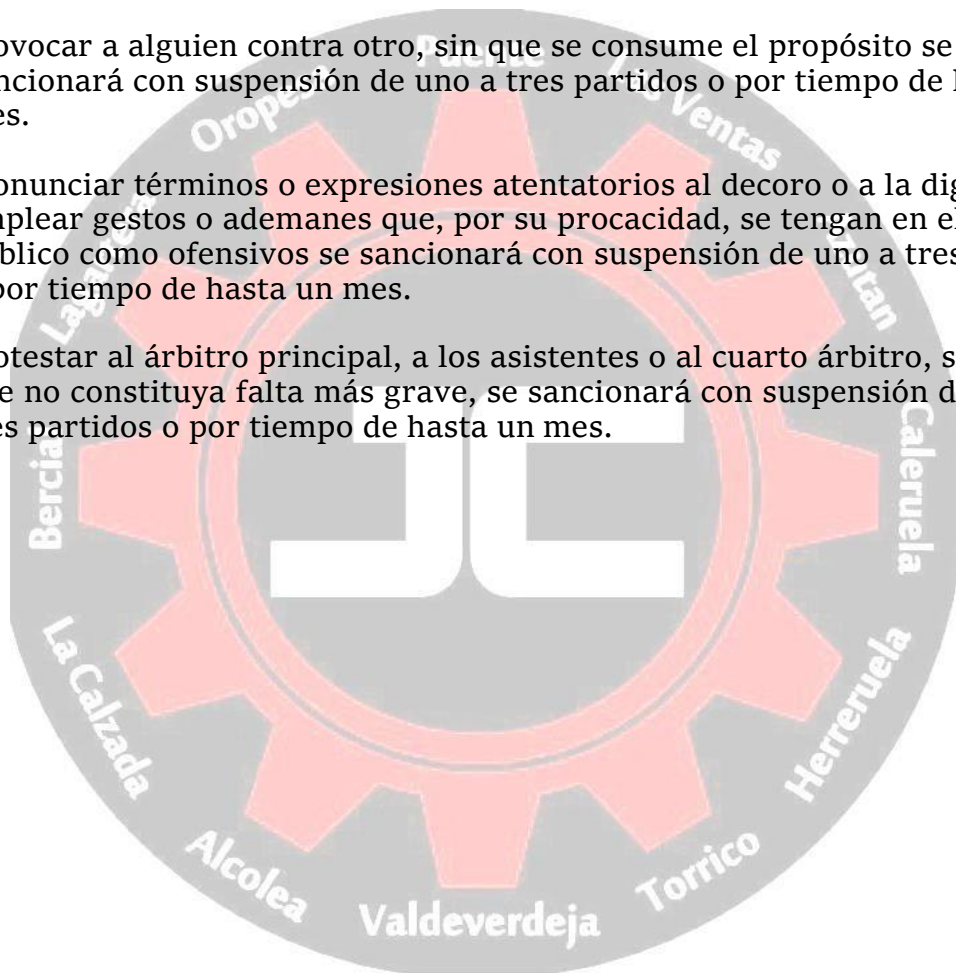 ovocar a alguien contra otro, sin que se consume el propósito se
ncionará con suspensión de uno a tres partidos o por tiempo de
es.
onunciar términos o expresiones atentatorios al decoro o a la dig
nplear gestos o ademanes que, por su procacidad, se tengan en el
blico como ofensivos se sancionará con suspensión de uno a tres
por tiempo de hasta un mes.
otestar al árbitro principal, a los asistentes o al cuarto árbitro, s
e no constituya falta más grave, se sancionará con suspensión d
es partidos o por tiempo de hasta un mes.
Puente
Las Ventas
Caleruela
Herreruela
Torrico
Valdeverdeja
Alcolea
La Calzada
Bercial
Lagartera
Oropesa
JC